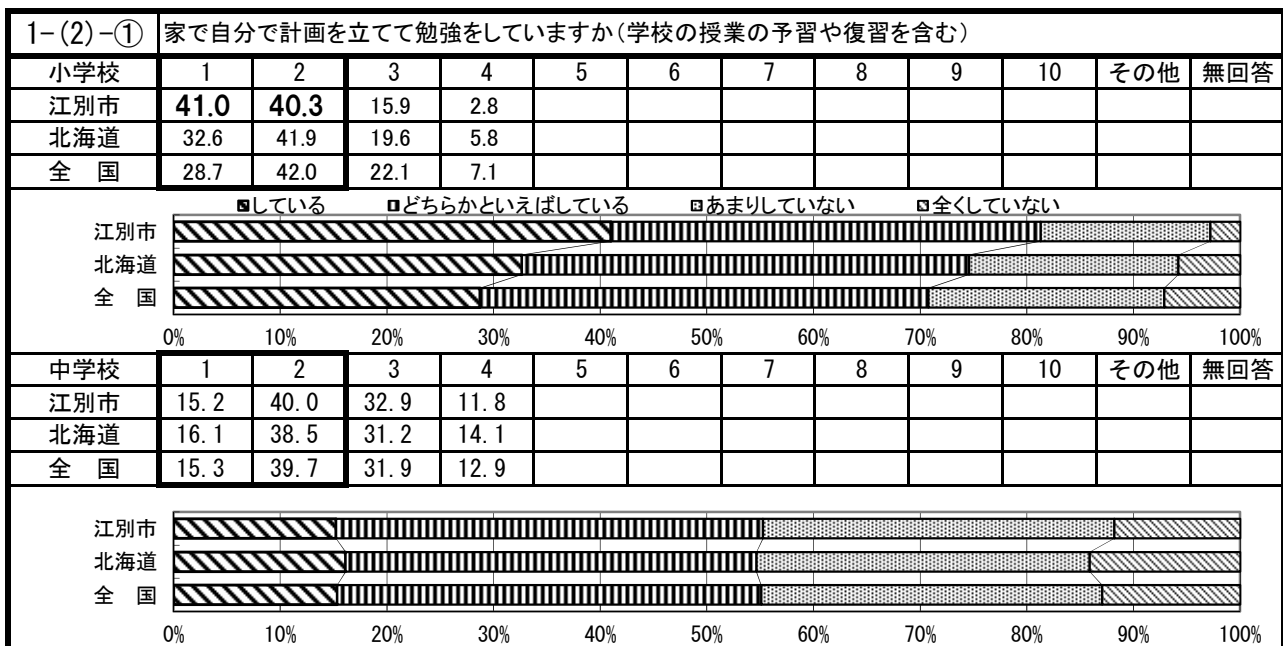 1-(2)-① 家で自分で計画を立てて勉強をしていますか(学校の授業の予習や復習を含む)
小学校 1 2 3 4 5 6 7 8 9 10 その他 無回答
江別市 41.0 40.3 15.9 2.8
北海道 32.6 41.9 19.6 5.8
全 国 28.7 42.0 22.1 7.1
している どちらかといえばしている あまりしていない 全くしていない
江別市
北海道
全 国
0% 10% 20% 30% 40% 50% 60% 70% 80% 90% 100%
中学校 1 2 3 4 5 6 7 8 9 10 その他 無回答
江別市 15.2 40.0 32.9 11.8
北海道 16.1 38.5 31.2 14.1
全 国 15.3 39.7 31.9 12.9
江別市
北海道
全 国
0% 10% 20% 30% 40% 50% 60% 70% 80% 90% 100%